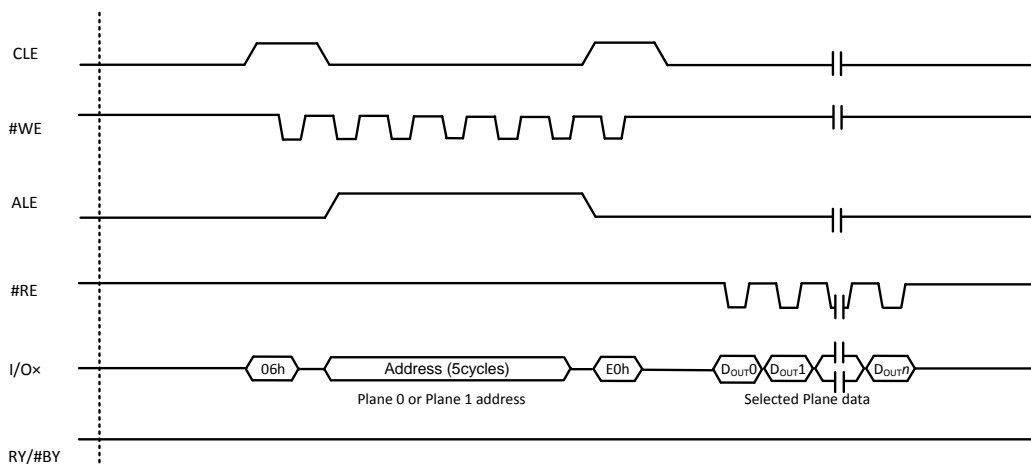 CLE
#WE
ALE
#RE
I/O×
06h
Address (5cycles)
E0h
DOUT0
DOUT1
DOUTn
Plane 0 or Plane 1 address
Selected Plane data
RY/#BY